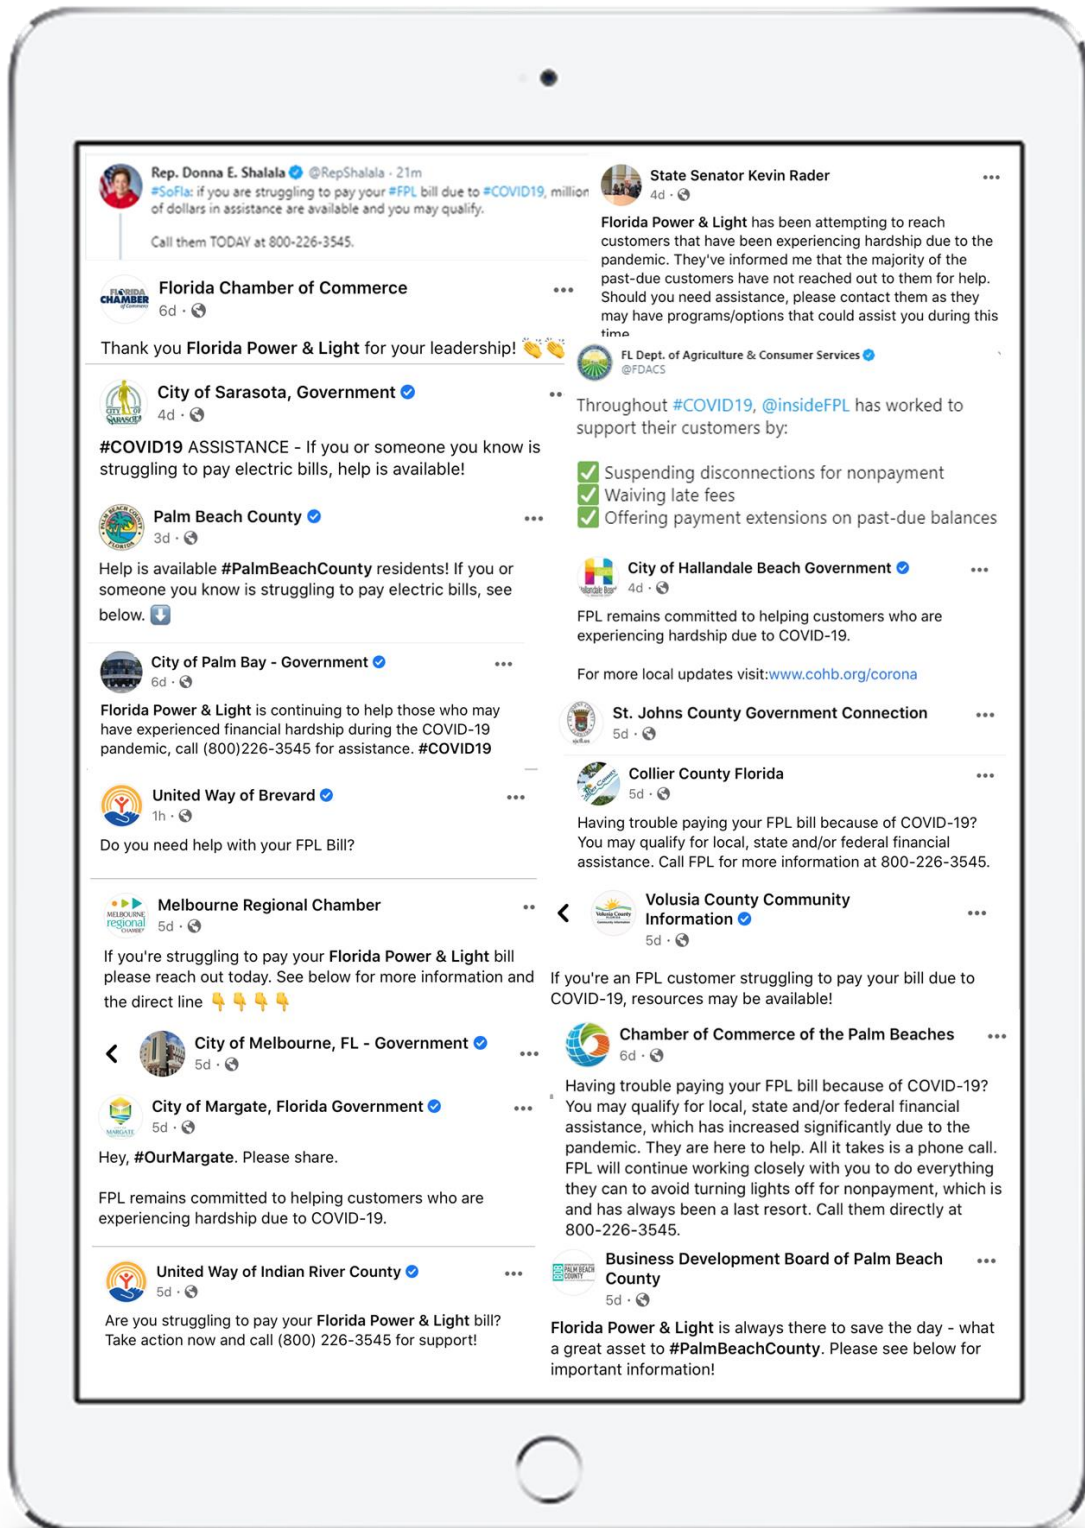 Rep. Donna E. Shalala @RepShalala · 21m
#SoFla: if you are struggling to pay your #FPL bill due to #COVID19, million
of dollars in assistance are available and you may qualify.
Call them TODAY at 800-226-3545.
FLORIDA
CHAMBER
of Commerce
Florida Chamber of Commerce
6d ·
Thank you Florida Power & Light for your leadership! 👏👏
CITY OF
SARASOTA
City of Sarasota, Government
4d ·
#COVID19 ASSISTANCE - If you or someone you know is
struggling to pay electric bills, help is available!
PALM BEACH COUNTY
FLORIDA
Palm Beach County
3d ·
Help is available #PalmBeachCounty residents! If you or
someone you know is struggling to pay electric bills, see
below. ⬇️
City of Palm Bay - Government
6d ·
Florida Power & Light is continuing to help those who may
have experienced financial hardship during the COVID-19
pandemic, call (800)226-3545 for assistance. #COVID19
United Way of Brevard
1h ·
Do you need help with your FPL Bill?
MELBOURNE
regional
CHAMBER
Melbourne Regional Chamber
5d ·
If you're struggling to pay your Florida Power & Light bill
please reach out today. See below for more information and
the direct line 👇👇👇👇
City of Melbourne, FL - Government
5d ·
MARGATE
City of Margate, Florida Government
5d ·
Hey, #OurMargate. Please share.
FPL remains committed to helping customers who are
experiencing hardship due to COVID-19.
United Way of Indian River County
5d ·
Are you struggling to pay your Florida Power & Light bill?
Take action now and call (800) 226-3545 for support!
State Senator Kevin Rader
4d ·
Florida Power & Light has been attempting to reach
customers that have been experiencing hardship due to the
pandemic. They've informed me that the majority of the
past-due customers have not reached out to them for help.
Should you need assistance, please contact them as they
may have programs/options that could assist you during this
time
FL Dept. of Agriculture & Consumer Services
@FDACS
Throughout #COVID19, @insideFPL has worked to
support their customers by:
✅ Suspending disconnections for nonpayment
✅ Waiving late fees
✅ Offering payment extensions on past-due balances
City of Hallandale Beach Government
4d ·
FPL remains committed to helping customers who are
experiencing hardship due to COVID-19.
For more local updates visit:www.cohb.org/corona
St. Johns County Government Connection
5d ·
Collier County Florida
5d ·
Having trouble paying your FPL bill because of COVID-19?
You may qualify for local, state and/or federal financial
assistance. Call FPL for more information at 800-226-3545.
Volusia County
Volusia County Community
Information
5d ·
If you're an FPL customer struggling to pay your bill due to
COVID-19, resources may be available!
Chamber of Commerce of the Palm Beaches
6d ·
Having trouble paying your FPL bill because of COVID-19?
You may qualify for local, state and/or federal financial
assistance, which has increased significantly due to the
pandemic. They are here to help. All it takes is a phone call.
FPL will continue working closely with you to do everything
they can to avoid turning lights off for nonpayment, which is
and has always been a last resort. Call them directly at
800-226-3545.
BDB
PALM BEACH
COUNTY
Business Development Board of Palm Beach
County
5d ·
Florida Power & Light is always there to save the day - what
a great asset to #PalmBeachCounty. Please see below for
important information!